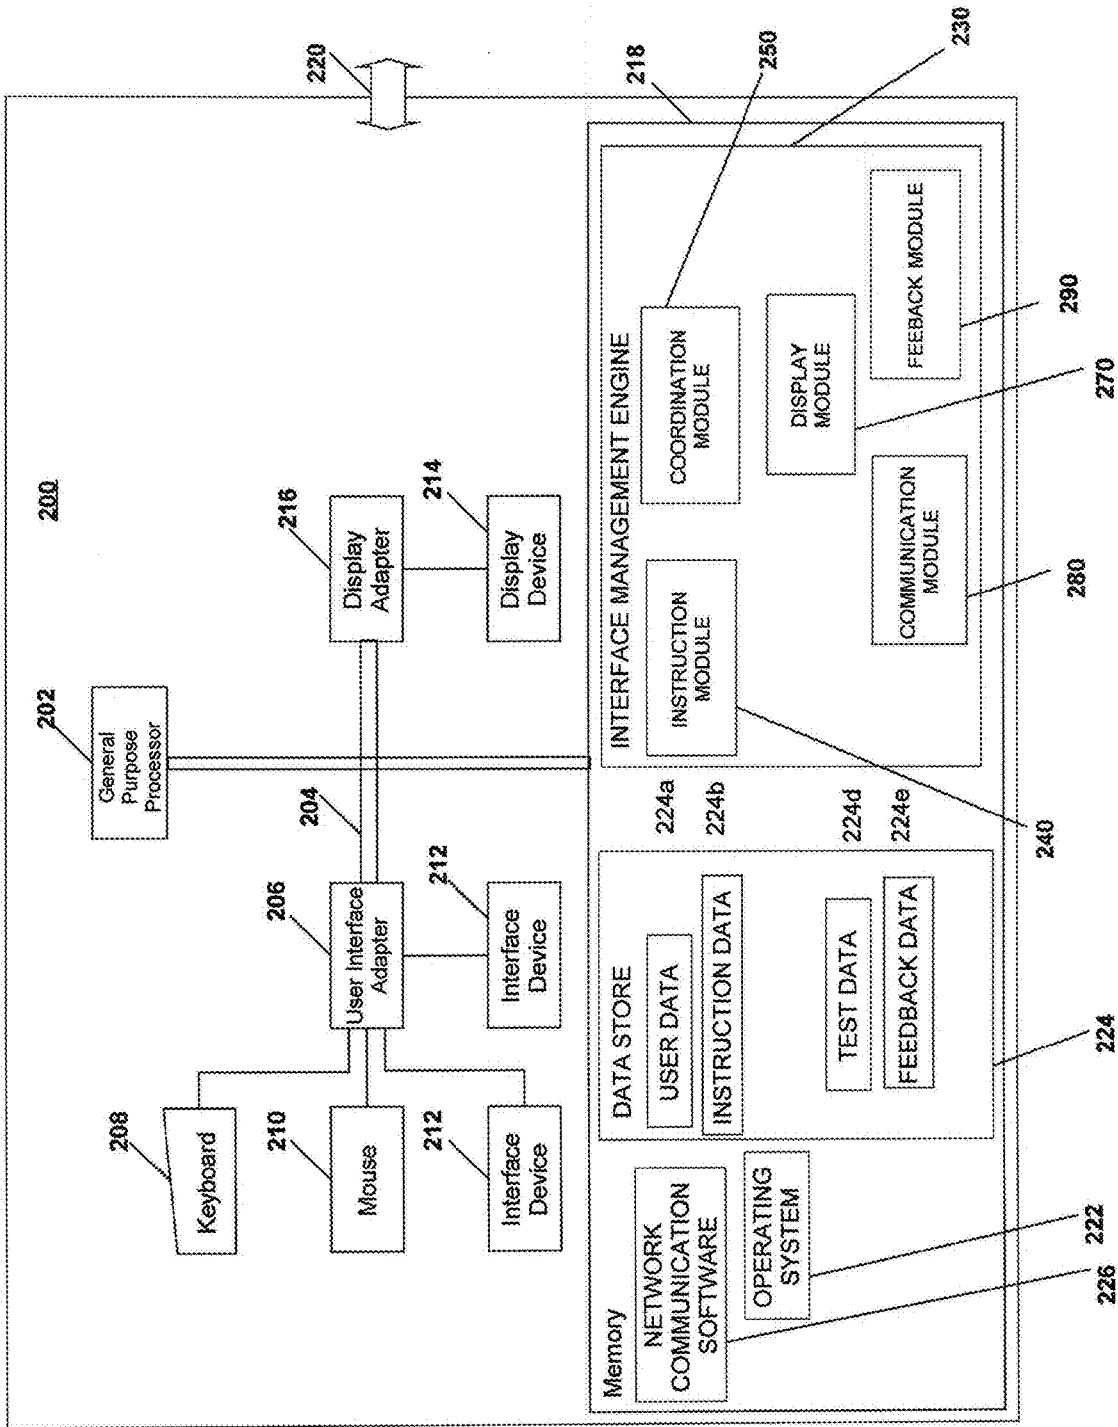 200
220
202
General
Purpose
Processor
208
Keyboard
206
User Interface
Adapter
204
216
Display
Adapter
210
Mouse
212
Interface
Device
212
Interface
Device
214
Display
Device
218
250
230
Memory
NETWORK
COMMUNICATION
SOFTWARE
OPERATING
SYSTEM
DATA STORE
USER DATA
224a
INSTRUCTION DATA
224b
TEST DATA
224d
FEEDBACK DATA
224e
INTERFACE MANAGEMENT ENGINE
INSTRUCTION
MODULE
COORDINATION
MODULE
DISPLAY
MODULE
COMMUNICATION
MODULE
FEEBACK MODULE
222
226
224
240
280
270
290